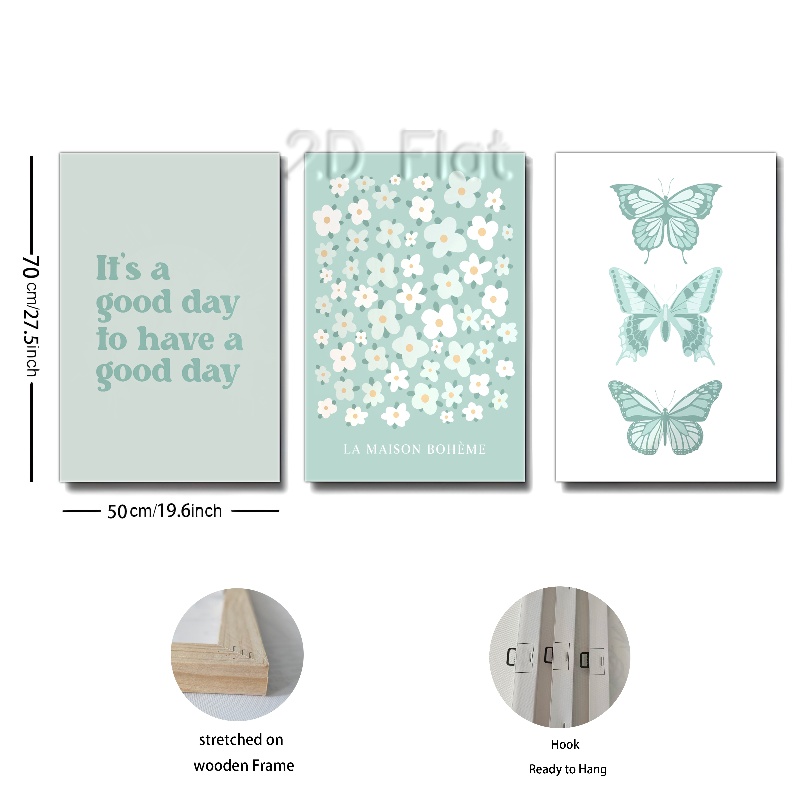 2D Flat
It's a
good day
to have a
good day
LA MAISON BOHÈME
70 cm/27.5inch
50cm/19.6inch
stretched on
wooden Frame
Hook
Ready to Hang